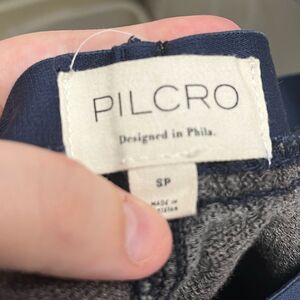 PILCRO
Designed in Phila.
SP
MADE IN